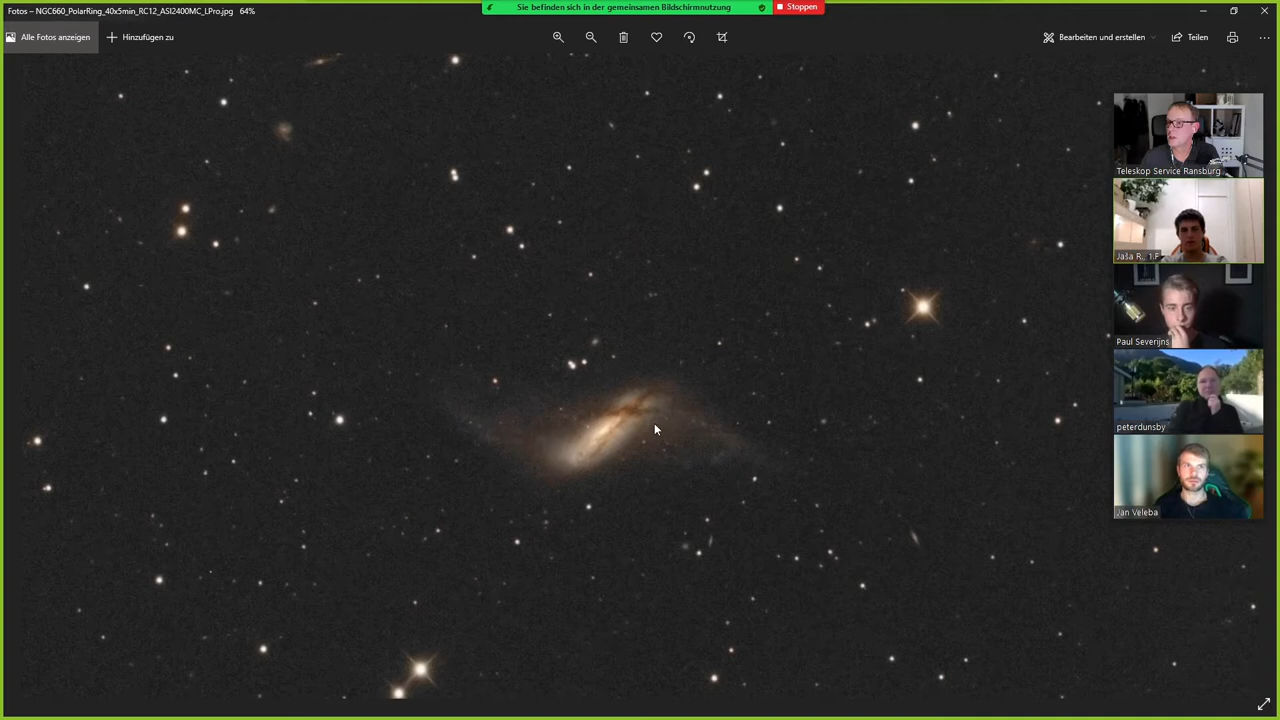 Fotos – NGC660_PolarRing_40x5min_RC12_ASI2400MC_LPro.jpg 64%
Sie befinden sich in der gemeinsamen Bildschirmnutzung
Stoppen
Alle Fotos anzeigen
Hinzufügen zu
Bearbeiten und erstellen
Teilen
Teleskop Service Ransburg
Jaša R., 1.F
Paul Severijns
peterdunsby
Jan Veleba